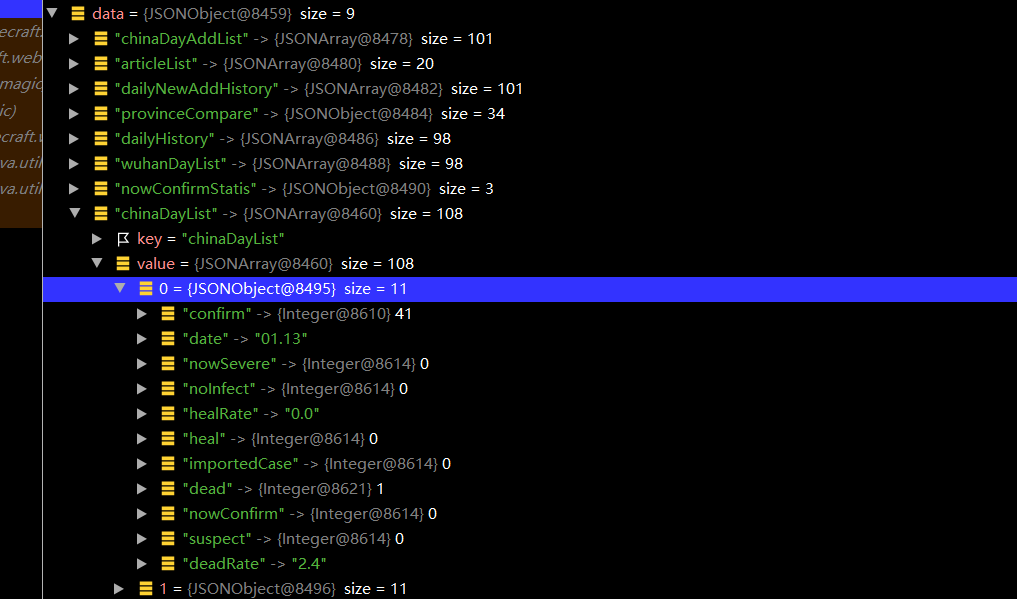 data = {JSONObject@8459} size = 9
ecraft.
"chinaDayAddList" -> {JSONArray@8478} size = 101
ft.web
"articleList" -> {JSONArray@8480} size = 20
magic
"dailyNewAddHistory" -> {JSONArray@8482} size = 101
ic)
"provinceCompare" -> {JSONObject@8484} size = 34
ecraft.w
"dailyHistory" -> {JSONArray@8486} size = 98
va.util
"wuhanDayList" -> {JSONArray@8488} size = 98
va.util
"nowConfirmStatis" -> {JSONObject@8490} size = 3
"chinaDayList" -> {JSONArray@8460} size = 108
key = "chinaDayList"
value = {JSONArray@8460} size = 108
0 = {JSONObject@8495} size = 11
"confirm" -> {Integer@8610} 41
"date" -> "01.13"
"nowSevere" -> {Integer@8614} 0
"noInfect" -> {Integer@8614} 0
"healRate" -> "0.0"
"heal" -> {Integer@8614} 0
"importedCase" -> {Integer@8614} 0
"dead" -> {Integer@8621} 1
"nowConfirm" -> {Integer@8614} 0
"suspect" -> {Integer@8614} 0
"deadRate" -> "2.4"
1 = {JSONObject@8496} size = 11